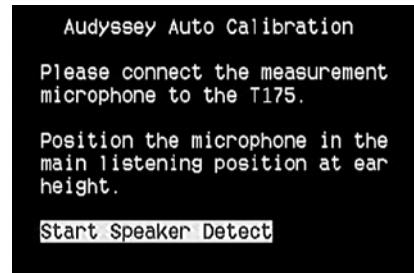 Audyssey Auto Calibration
Please connect the measurement
microphone to the T175.
Position the microphone in the
main listening position at ear
height.
Start Speaker Detect